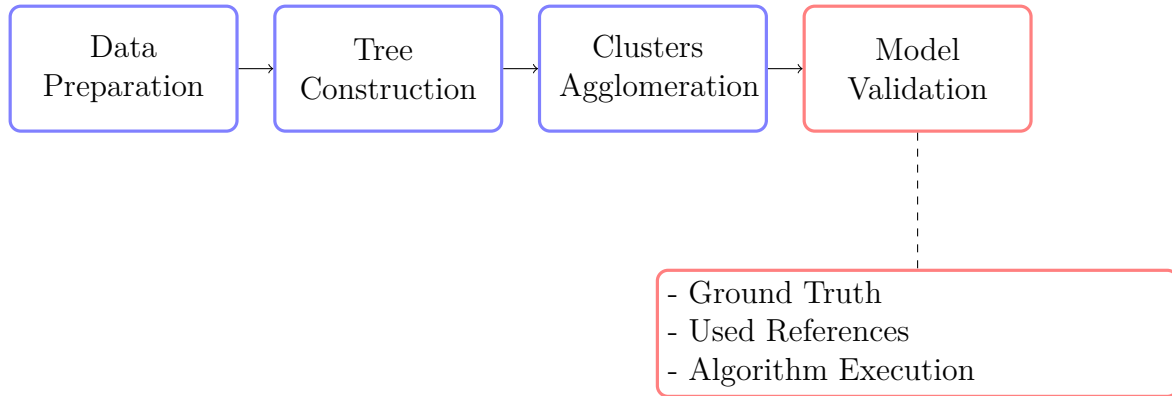 Data
Preparation
Tree
Construction
Clusters
Agglomeration
Model
Validation
- Ground Truth
- Used References
- Algorithm Execution